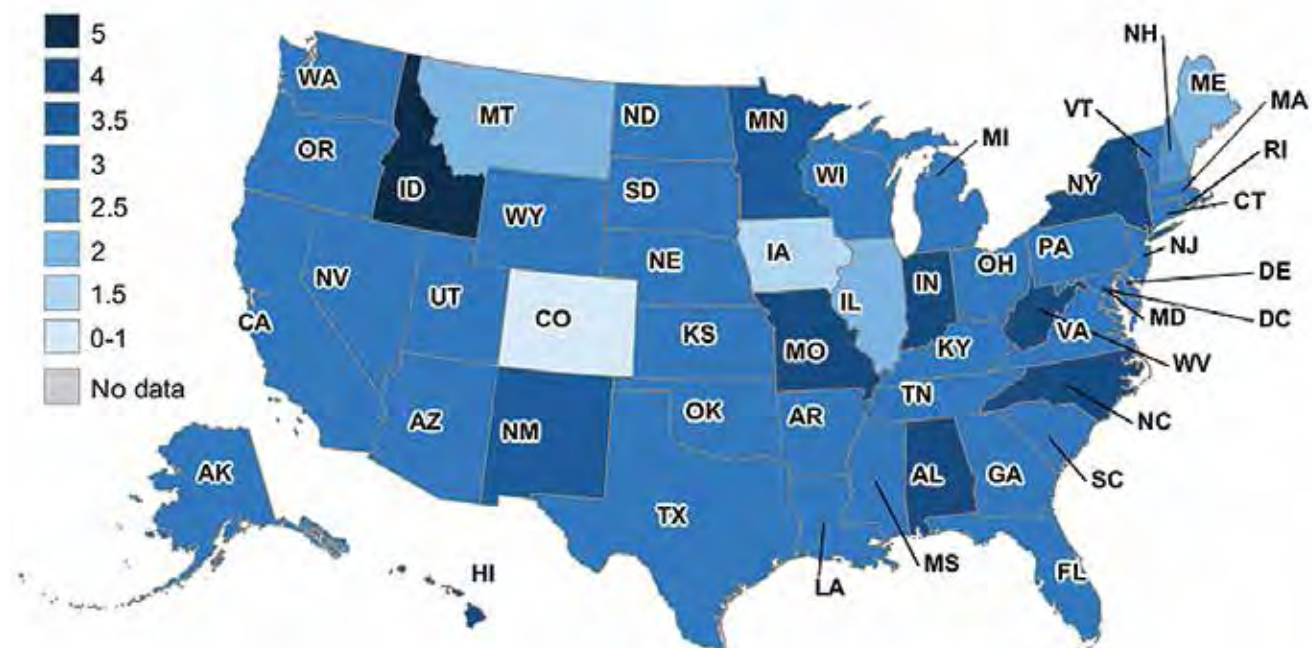 5
4
3.5
3
2.5
2
1.5
0-1
No data
WA
OR
CA
NV
ID
MT
WY
UT
AZ
CO
NM
ND
SD
NE
KS
OK
TX
MN
IA
MO
AR
LA
WI
IL
MS
MI
IN
KY
TN
AL
OH
WV
GA
FL
SC
NC
VA
PA
NY
VT
NH
ME
MA
RI
CT
NJ
DE
DC
MD
AK
HI